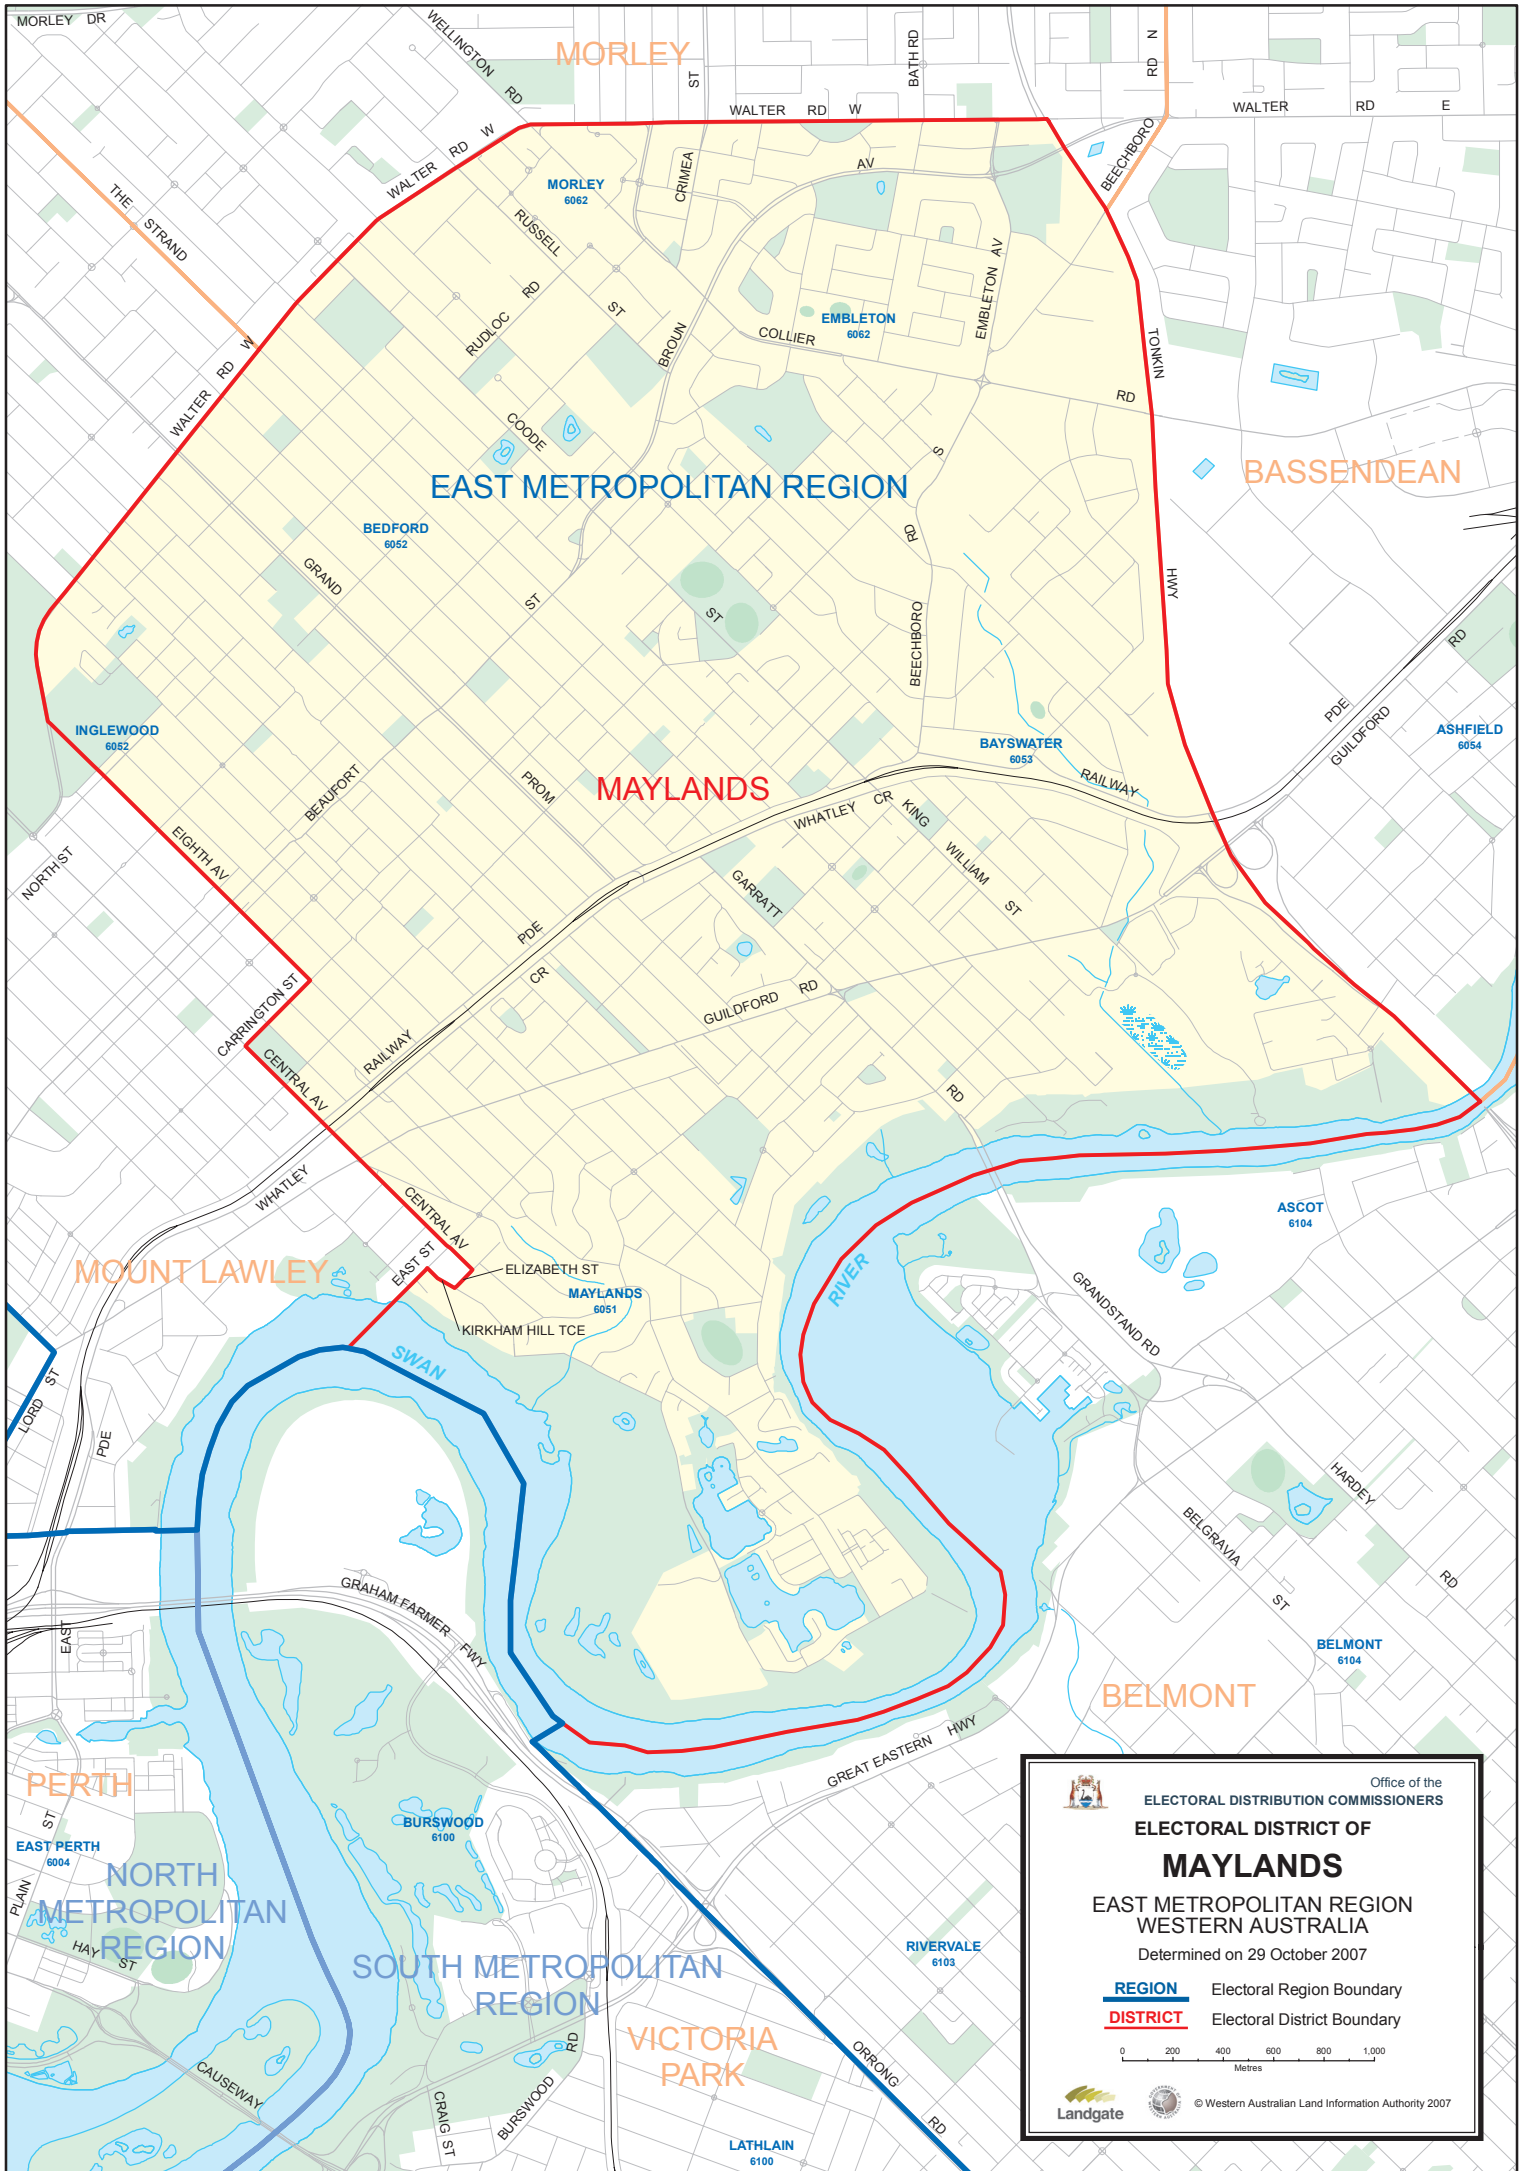 MORLEY DR
WELLINGTON RD
MORLEY
ST
BATH RD
RD N
WALTER RD W
WALTER RD E
BEECHBORO
WALTER RD W
THE STRAND
MORLEY
6062
CRIMEA
AV
RUSSELL ST
RUDLOC RD
BROUN
EMBLETON
6062
COLLIER
EMBLETON AV
TONKIN
RD
WALTER RD W
COODE
S
EAST METROPOLITAN REGION
BASSENDEAN
BEDFORD
6052
RD
GRAND
ST
ST
HWY
BEECHBORO
RD
PDE
GUILDFORD
ASHFIELD
6054
INGLEWOOD
6052
BAYSWATER
6053
RAILWAY
MAYLANDS
PROM
BEAUFORT
WHATLEY CR
KING WILLIAM ST
NORTH ST
EIGHTH AV
GARRATT
PDE
CR
GUILDFORD RD
CARRINGTON ST
CENTRAL AV
RAILWAY
RD
WHATLEY
CENTRAL AV
ASCOT
6104
EAST ST
ELIZABETH ST
MOUNT LAWLEY
MAYLANDS
6051
RIVER
KIRKHAM HILL TCE
GRANDSTAND RD
SWAN
LORD ST
PDE
HARDEY RD
BELGRAVIA ST
GRAHAM FARMER FWY
EAST
BELMONT
6104
BELMONT
GREAT EASTERN HWY
PERTH
BURSWOOD
6100
EAST PERTH
6004
PLAIN ST
NORTH
METROPOLITAN
REGION
HAY ST
SOUTH METROPOLITAN
REGION
RIVERVALE
6103
VICTORIA
PARK
ORRONG RD
CAUSEWAY
CRAIG ST
BURSWOOD RD
LATHLAIN
6100
Office of the
ELECTORAL DISTRIBUTION COMMISSIONERS
ELECTORAL DISTRICT OF
MAYLANDS
EAST METROPOLITAN REGION
WESTERN AUSTRALIA
Determined on 29 October 2007
REGION Electoral Region Boundary
DISTRICT Electoral District Boundary
0 200 400 600 800 1,000
Metres
Landgate
© Western Australian Land Information Authority 2007